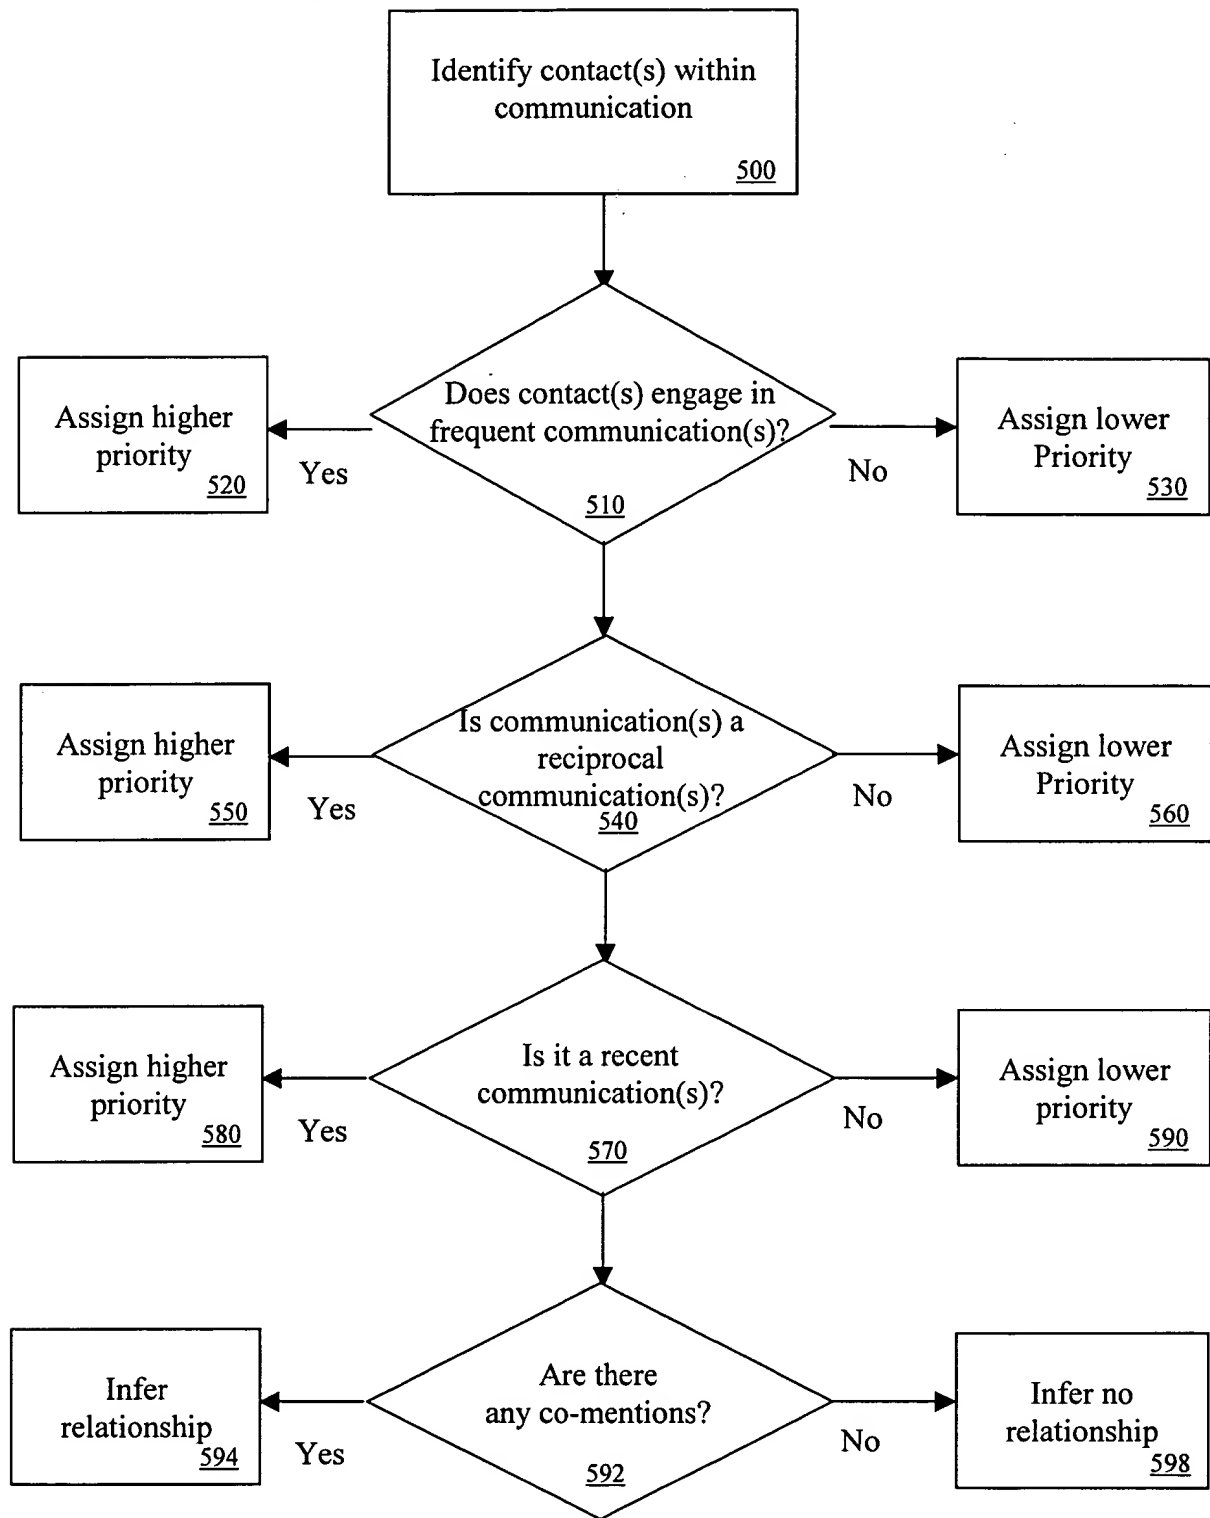 Identify contact(s) within
communication
500
Does contact(s) engage in
frequent communication(s)?
510
Assign higher
priority
520
Yes
No
Assign lower
Priority
530
Is communication(s) a
reciprocal
communication(s)?
540
Assign higher
priority
550
Yes
No
Assign lower
Priority
560
Is it a recent
communication(s)?
570
Assign higher
priority
580
Yes
No
Assign lower
priority
590
Are there
any co-mentions?
592
Infer
relationship
594
Yes
No
Infer no
relationship
598